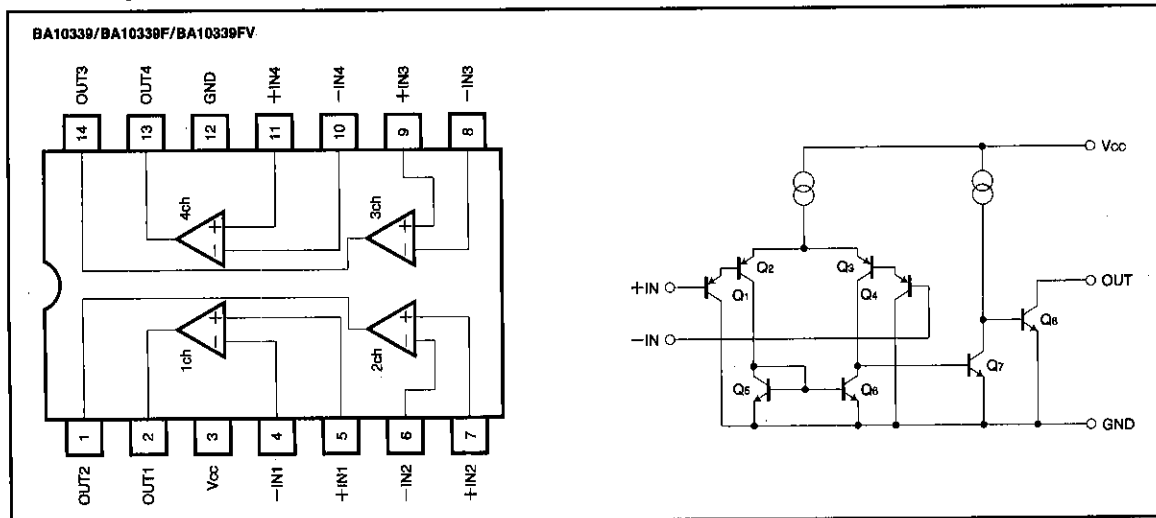 BA10339/BA10339F/BA10339FV
OUT3
OUT4
GND
+IN4
−IN4
+IN3
−IN3
14
13
12
11
10
9
8
4ch
+
−
3ch
+
−
1ch
+
−
2ch
+
−
1
2
3
4
5
6
7
OUT2
OUT1
Vcc
−IN1
+IN1
−IN2
+IN2
Vcc
Q2
Q3
+IN
Q1
Q4
OUT
Q8
−IN
Q7
Q5
Q6
GND